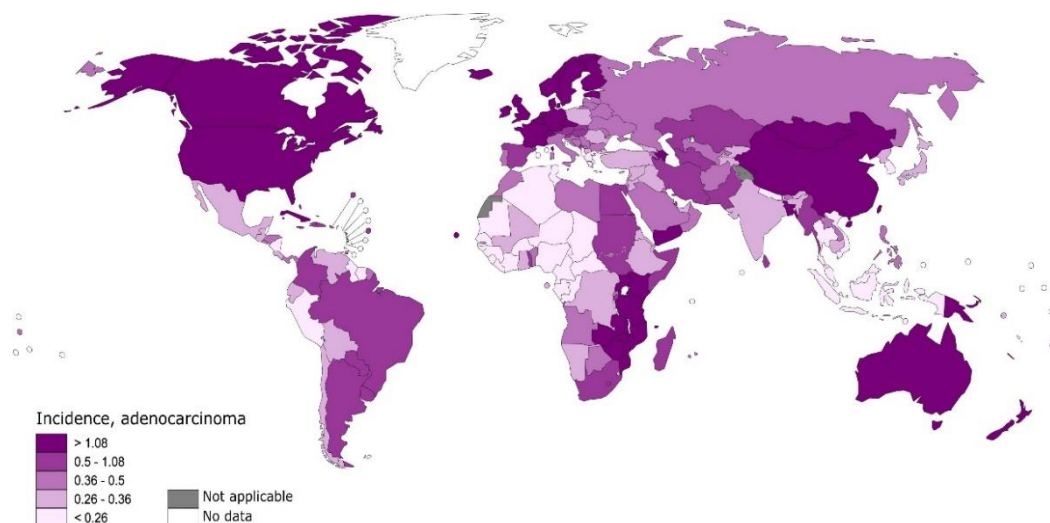 Incidence, adenocarcinoma
> 1.08
0.5 - 1.08
0.36 - 0.5
0.26 - 0.36
< 0.26
Not applicable
No data